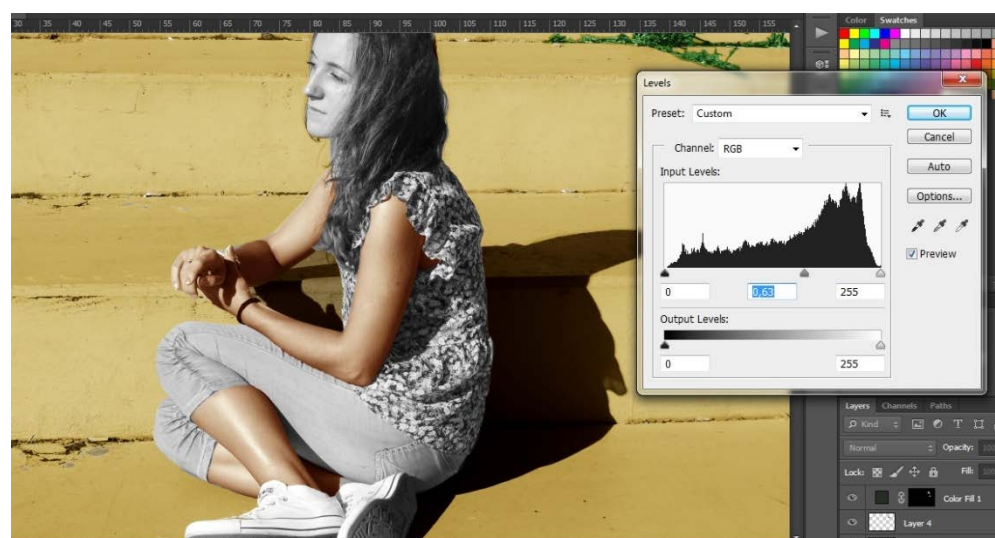 30 35 40 45 50 55 60 65 70 75 80 85 90 95 100 105 110 115 120 125 130 135 140 145 150 155
Color Swatches
Levels
Preset: Custom
OK
Channel: RGB
Cancel
Input Levels:
Auto
Options...
Preview
0 0,63 255
Output Levels:
0 255
Layers Channels Paths
Kind
Normal Opacity: 100
Lock: Fill: 100
Color Fill 1
Layer 4